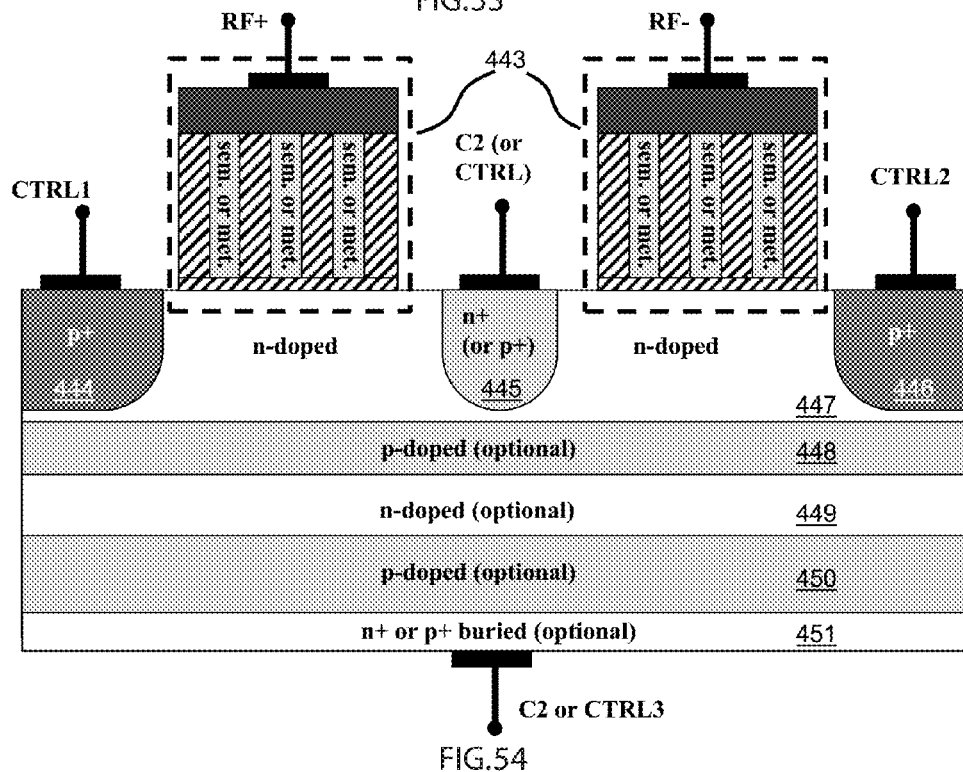 FIG.53
RF+
RF-
443
C2 (or
CTRL)
CTRL1
CTRL2
sem. or met.
sem. or met.
sem. or met.
sem. or met.
sem. or met.
sem. or met.
p+
444
n-doped
n+
(or p+)
445
n-doped
p+
446
447
p-doped (optional)
448
n-doped (optional)
449
p-doped (optional)
450
n+ or p+ buried (optional)
451
C2 or CTRL3
FIG.54